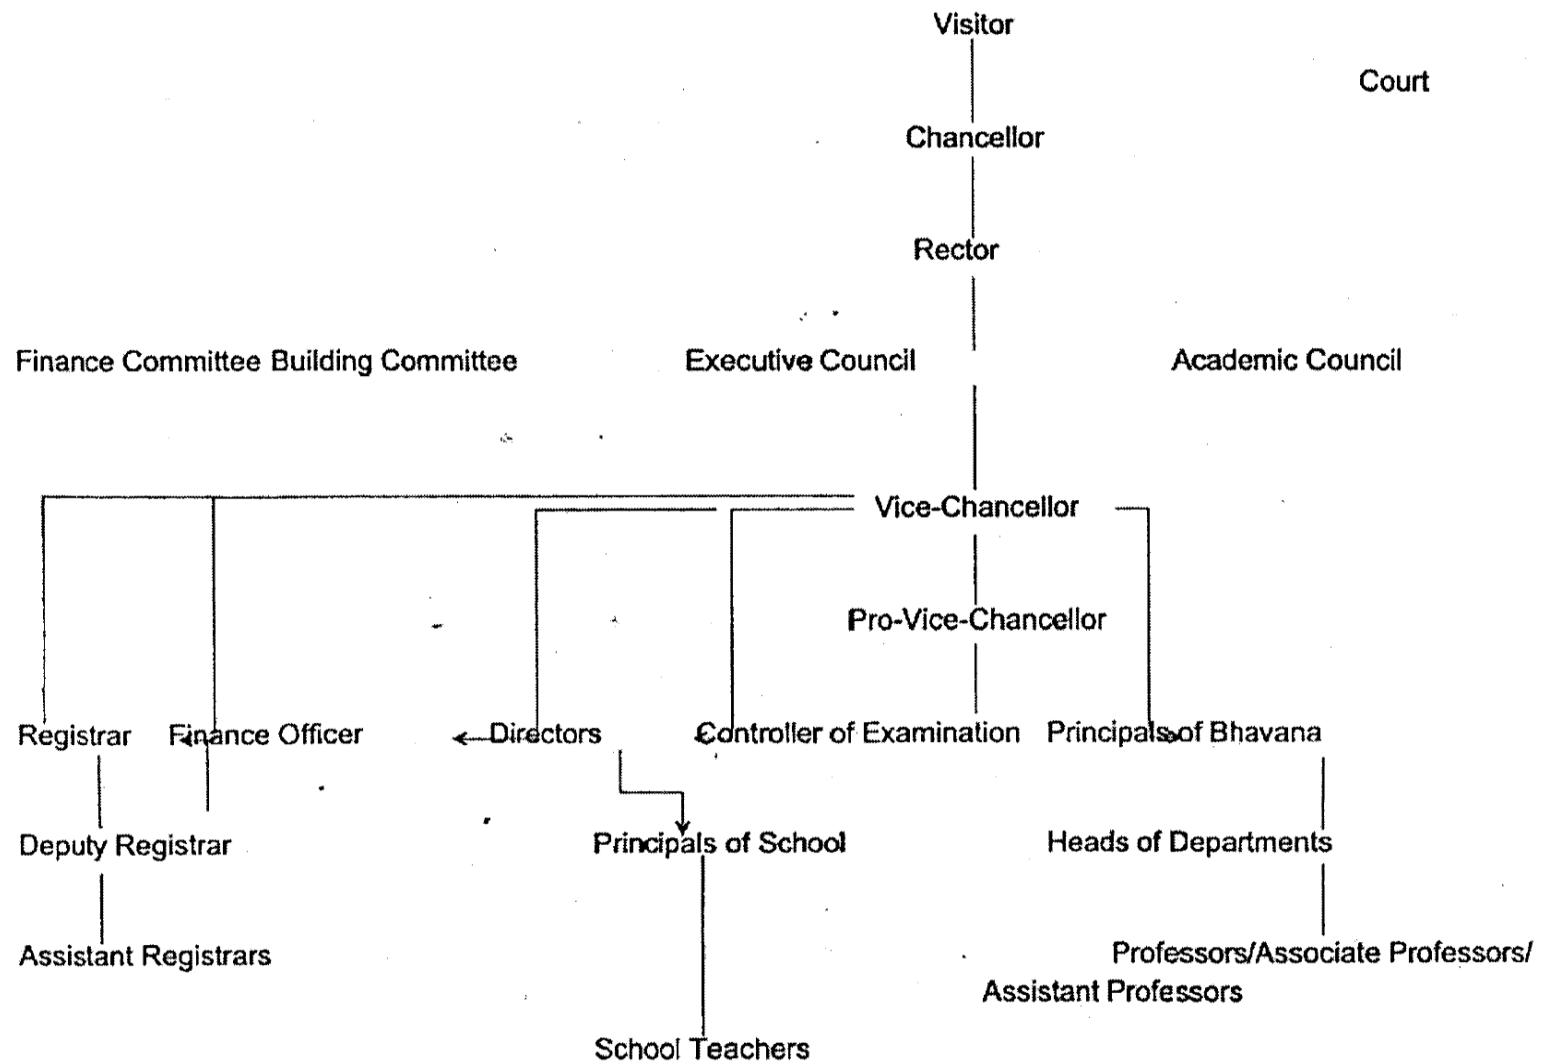 Visitor
Court
Chancellor
Rector
Finance Committee Building Committee
Executive Council
Academic Council
Vice-Chancellor
Pro-Vice-Chancellor
Registrar
Finance Officer
Directors
Controller of Examination
Principals of Bhavana
Deputy Registrar
Principals of School
Heads of Departments
Assistant Registrars
Professors/Associate Professors/
Assistant Professors
School Teachers